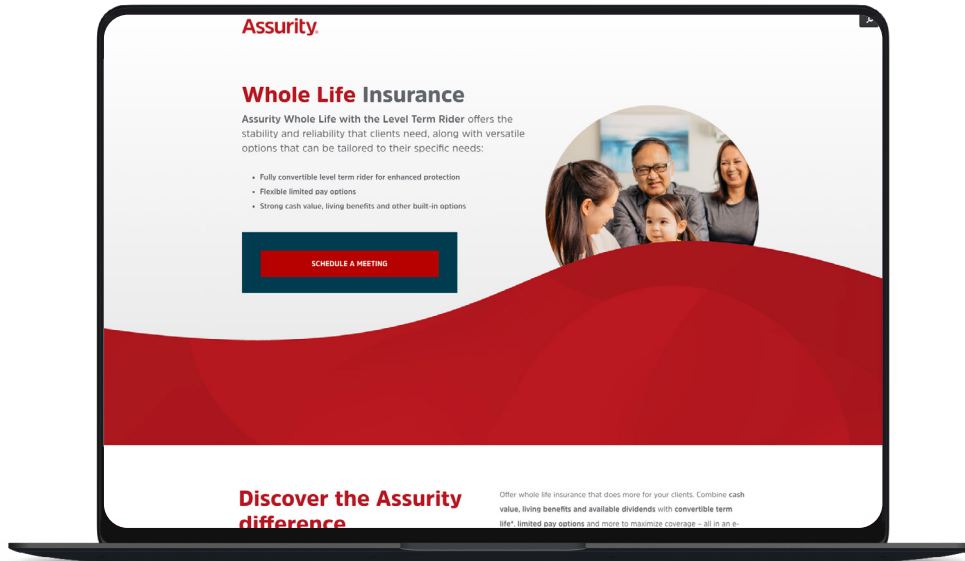 Assurity®
Whole Life Insurance
Assurity Whole Life with the Level Term Rider offers the
stability and reliability that clients need, along with versatile
options that can be tailored to their specific needs:
• Fully convertible level term rider for enhanced protection
• Flexible limited pay options
• Strong cash value, living benefits and other built-in options
SCHEDULE A MEETING
Discover the Assurity
difference
Offer whole life insurance that does more for your clients. Combine cash
value, living benefits and available dividends with convertible term
life*, limited pay options and more to maximize coverage – all in an e-